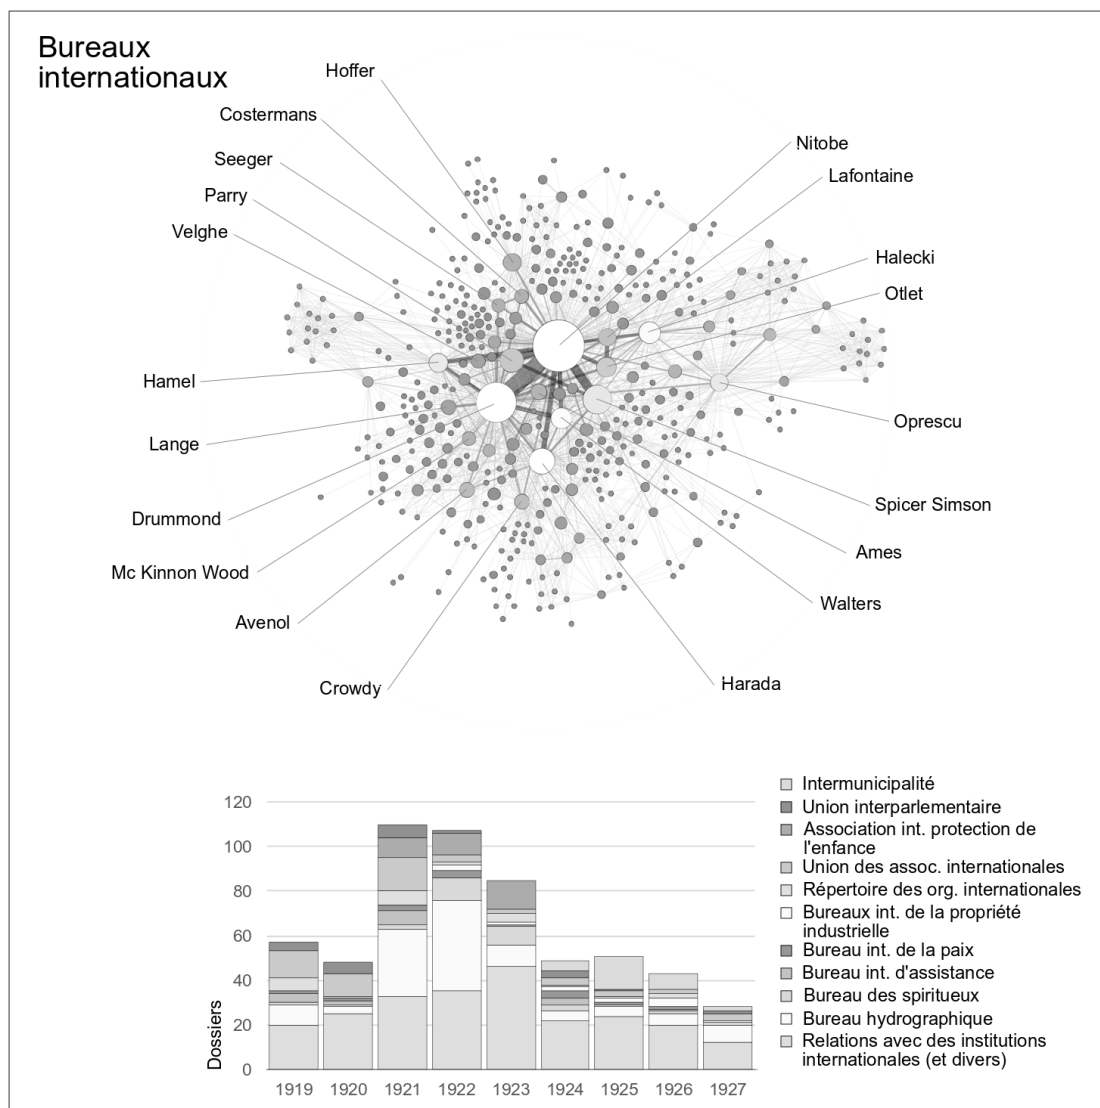 Bureaux
internationaux
Hoffer
Costermans
Seeger
Parry
Velghe
Hamel
Lange
Drummond
Mc Kinnon Wood
Avenol
Crowdy
Nitobe
Lafontaine
Halecki
Otlet
Oprescu
Spicer Simson
Ames
Walters
Harada
Dossiers
120
100
80
60
40
20
0
1919 1920 1921 1922 1923 1924 1925 1926 1927
Intermunicipalité
Union interparlementaire
Association int. protection de
l'enfance
Union des assoc. internationales
Répertoire des org. internationales
Bureaux int. de la propriété
industrielle
Bureau int. de la paix
Bureau int. d'assistance
Bureau des spiritueux
Bureau hydrographique
Relations avec des institutions
internationales (et divers)